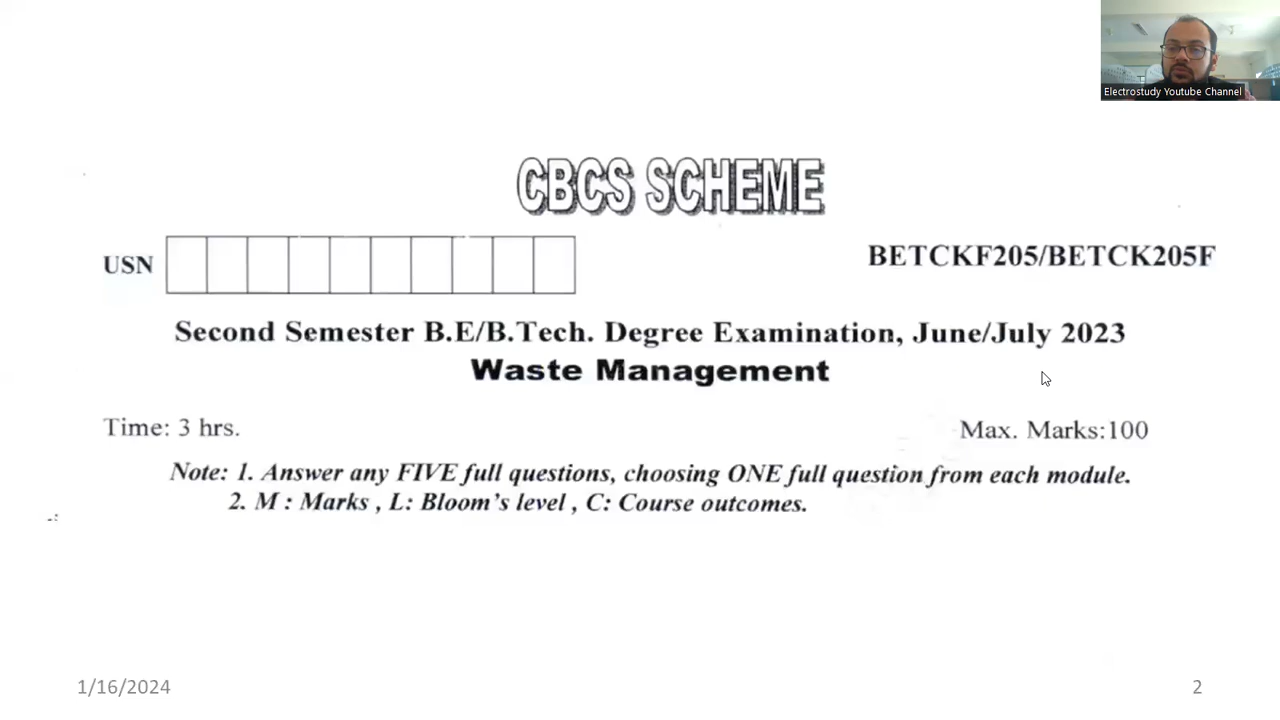 Electrostudy Youtube Channel
CBCS SCHEME
USN
BETCKF205/BETCK205F
Second Semester B.E/B.Tech. Degree Examination, June/July 2023
Waste Management
Time: 3 hrs.
Max. Marks:100
Note: 1. Answer any FIVE full questions, choosing ONE full question from each module.
2. M : Marks , L: Bloom's level , C: Course outcomes.
1/16/2024
2